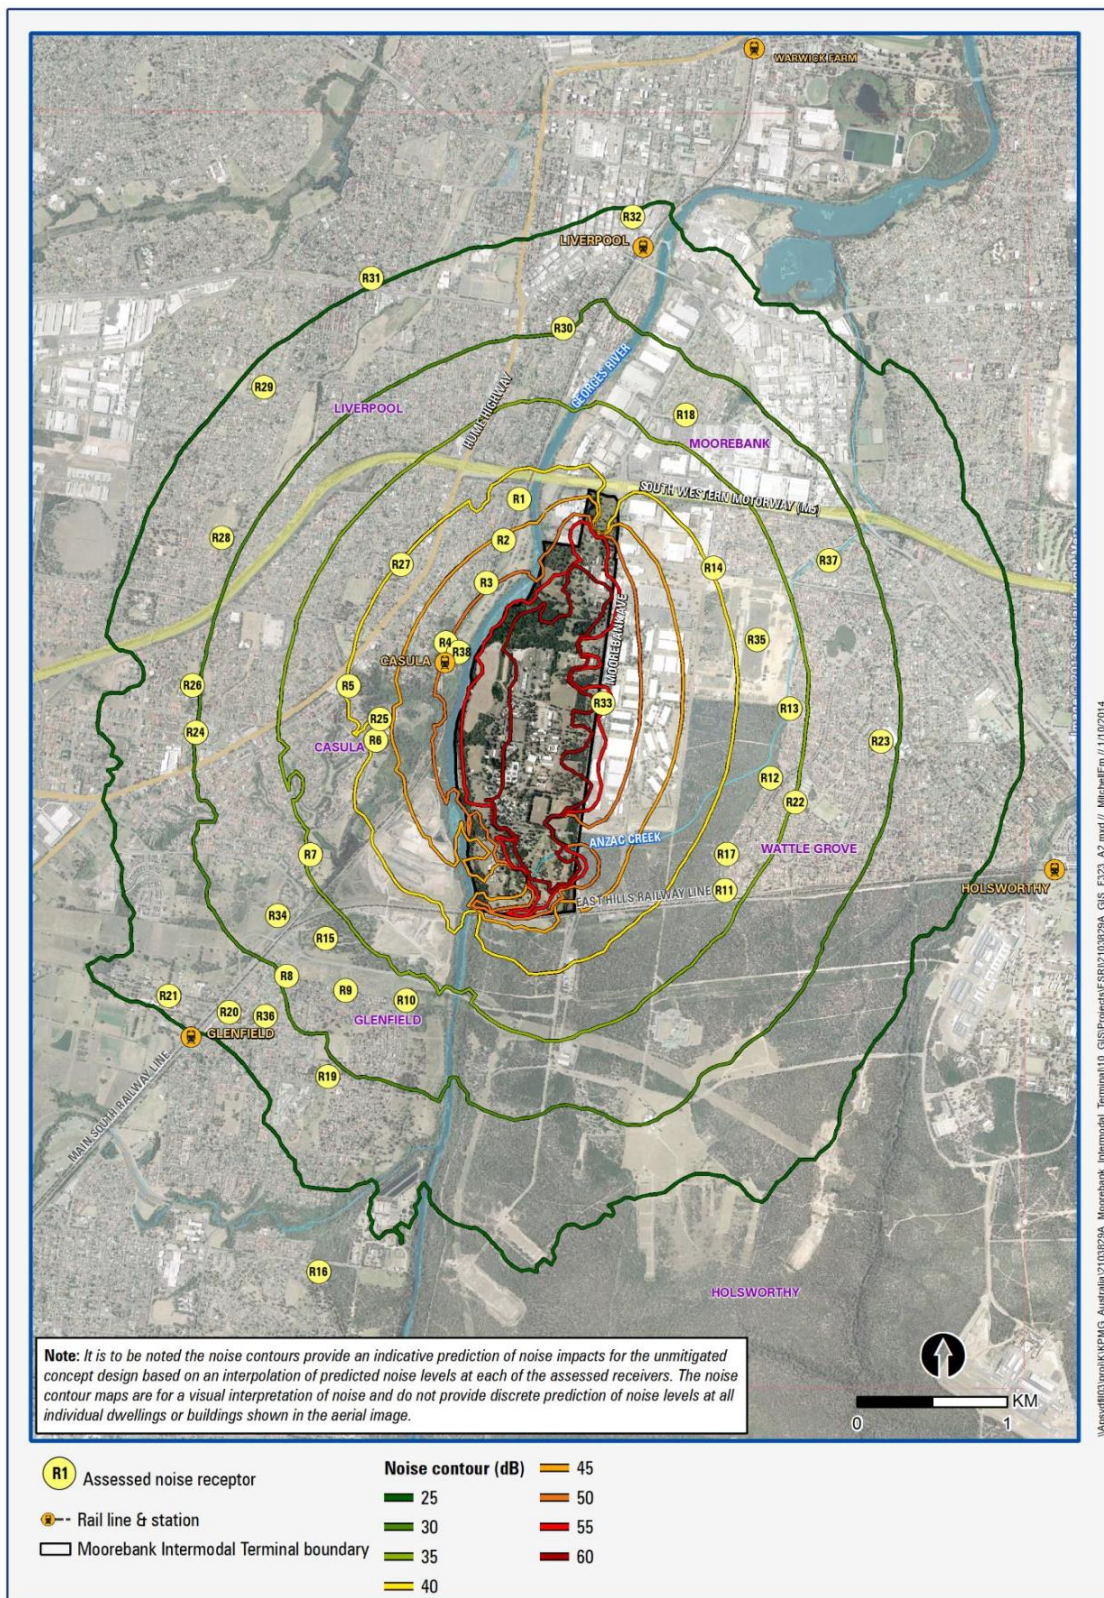 WARWICK FARM
R32
LIVERPOOL
R31
R30
GEORGES RIVER
R29
LIVERPOOL
HUME HIGHWAY
R18
MOOREBANK
SOUTH WESTERN MOTORWAY (M5)
R1
R28
R2
R27
R14
R37
R3
MOOREBANK AVE
R4
R38
R35
CASULA
R26
R5
R33
R13
R24
R25
CASULA
R6
R23
R12
R22
ANZAC CREEK
WATTLE GROVE
R7
R17
HOLSWORTHY
EAST HILLS RAILWAY LINE
R11
R34
R15
R8
R21
R9
R10
R20
R36
GLENFIELD
GLENFIELD
MAIN SOUTH RAILWAY LINE
R19
R16
HOLSWORTHY
Note: It is to be noted the noise contours provide an indicative prediction of noise impacts for the unmitigated
concept design based on an interpolation of predicted noise levels at each of the assessed receivers. The noise
contour maps are for a visual interpretation of noise and do not provide discrete prediction of noise levels at all
individual dwellings or buildings shown in the aerial image.
KM
0 1
R1 Assessed noise receptor
Rail line & station
Moorebank Intermodal Terminal boundary
Noise contour (dB)
25
30
35
40
45
50
55
60